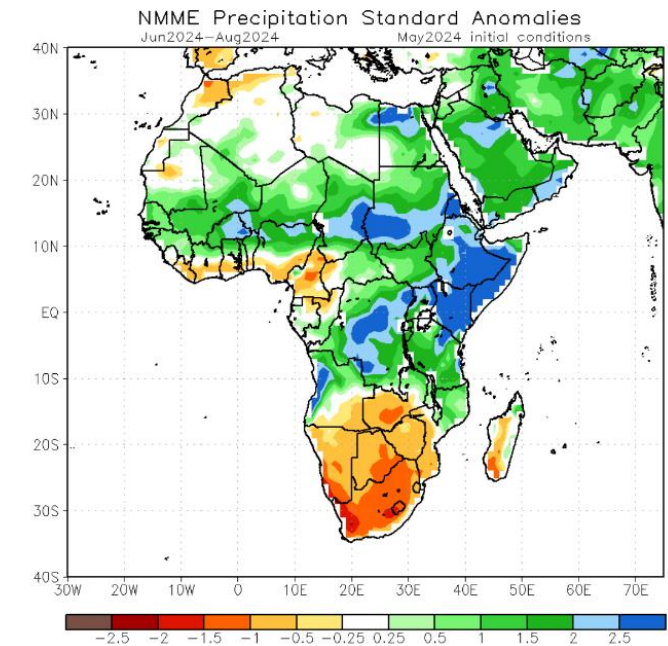 NMME Precipitation Standard Anomalies
Jun2024–Aug2024 May2024 initial conditions
40N
30N
20N
10N
EQ
10S
20S
30S
40S
30W 20W 10W 0 10E 20E 30E 40E 50E 60E 70E
−2.5 −2 −1.5 −1 −0.5 −0.25 0.25 0.5 1 1.5 2 2.5